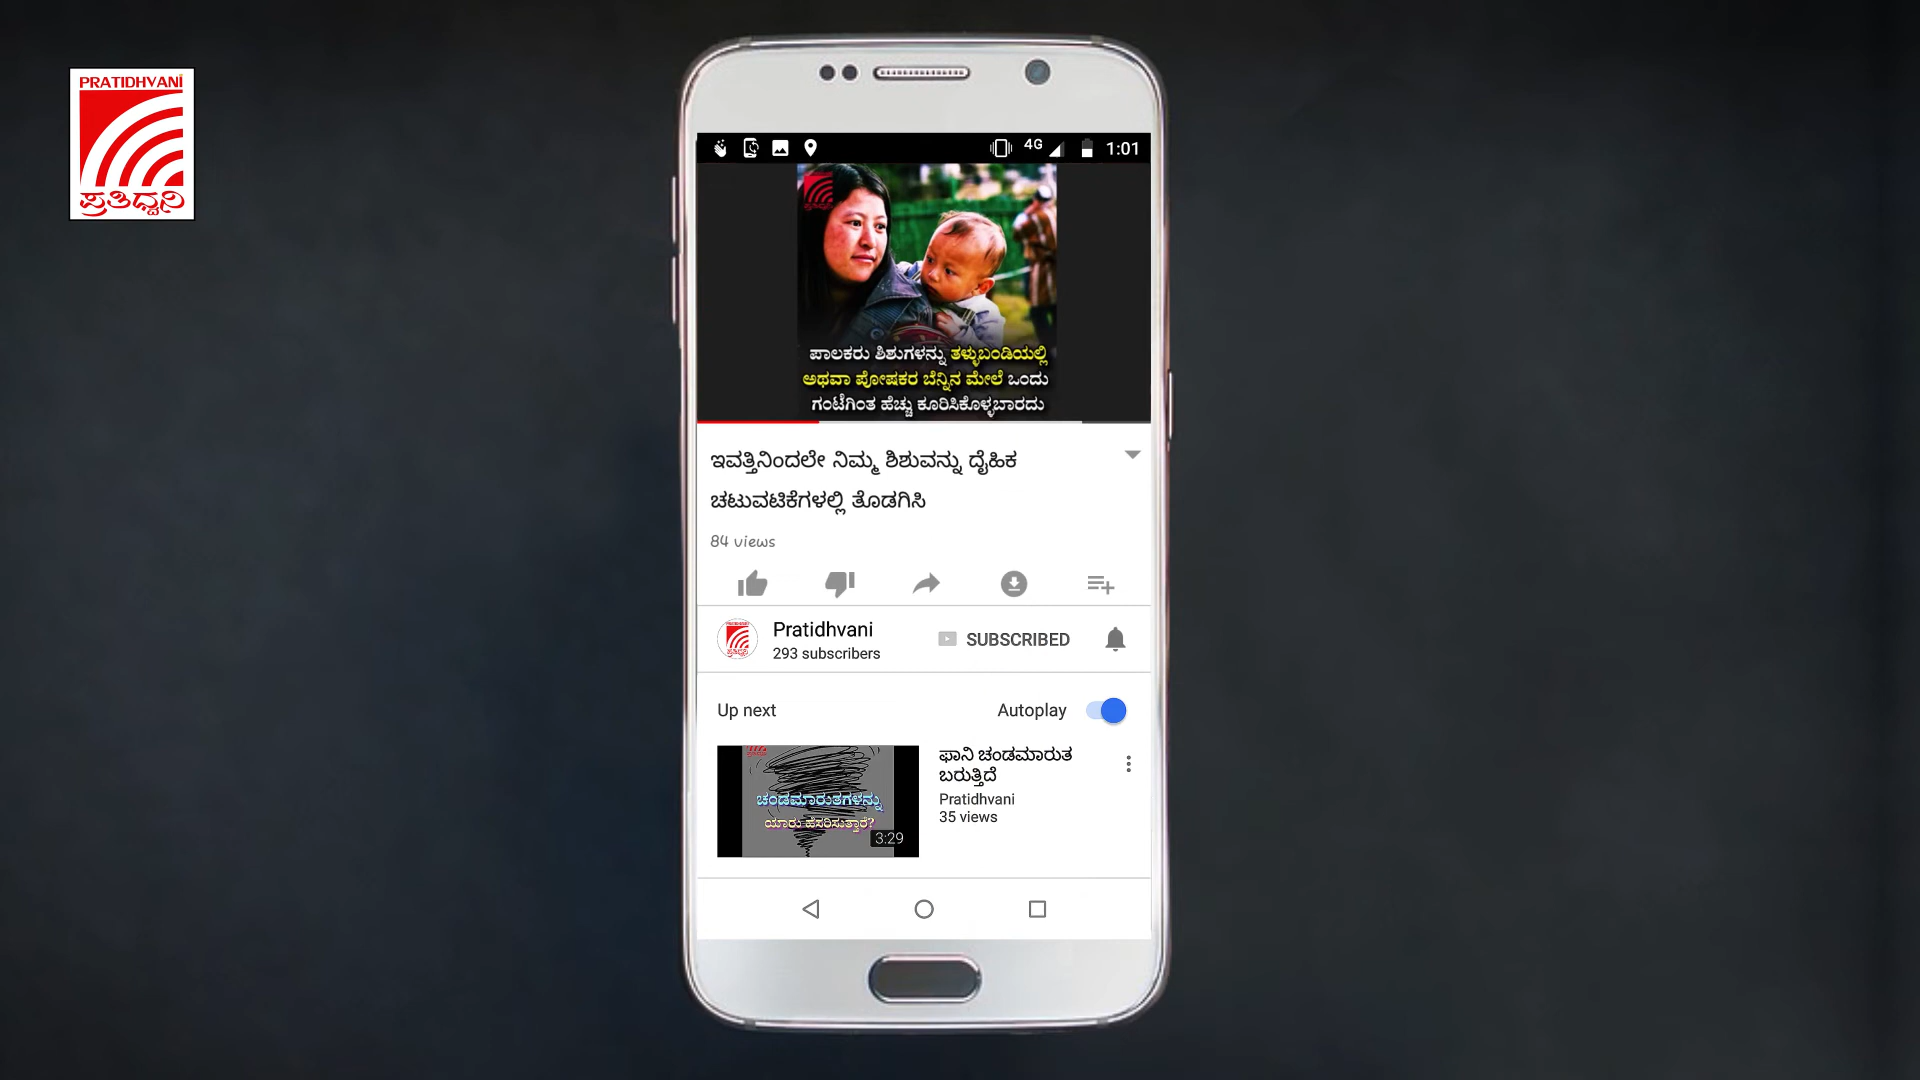 PRATIDHVANI
ಪ್ರತಿಧ್ವನಿ
4G
1:01
ಪಾಲಕರು ಶಿಶುಗಳನ್ನು ತಳ್ಳುಬಂಡಿಯಲ್ಲಿ
ಅಥವಾ ಪೋಷಕರ ಬೆನ್ನಿನ ಮೇಲೆ ಒಂದು
ಗಂಟೆಗಿಂತ ಹೆಚ್ಚು ಕೂರಿಸಿಕೊಳ್ಳಬಾರದು
ಇವತ್ತಿನಿಂದಲೇ ನಿಮ್ಮ ಶಿಶುವನ್ನು ದೈಹಿಕ
ಚಟುವಟಿಕೆಗಳಲ್ಲಿ ತೊಡಗಿಸಿ
84 views
Pratidhvani
293 subscribers
SUBSCRIBED
Up next
Autoplay
ಚಂಡಮಾರುತಗಳನ್ನು
ಯಾರು ಹೆಸರಿಸುತ್ತಾರೆ?
3:29
ಫಾನಿ ಚಂಡಮಾರುತ
ಬರುತ್ತಿದೆ
Pratidhvani
35 views